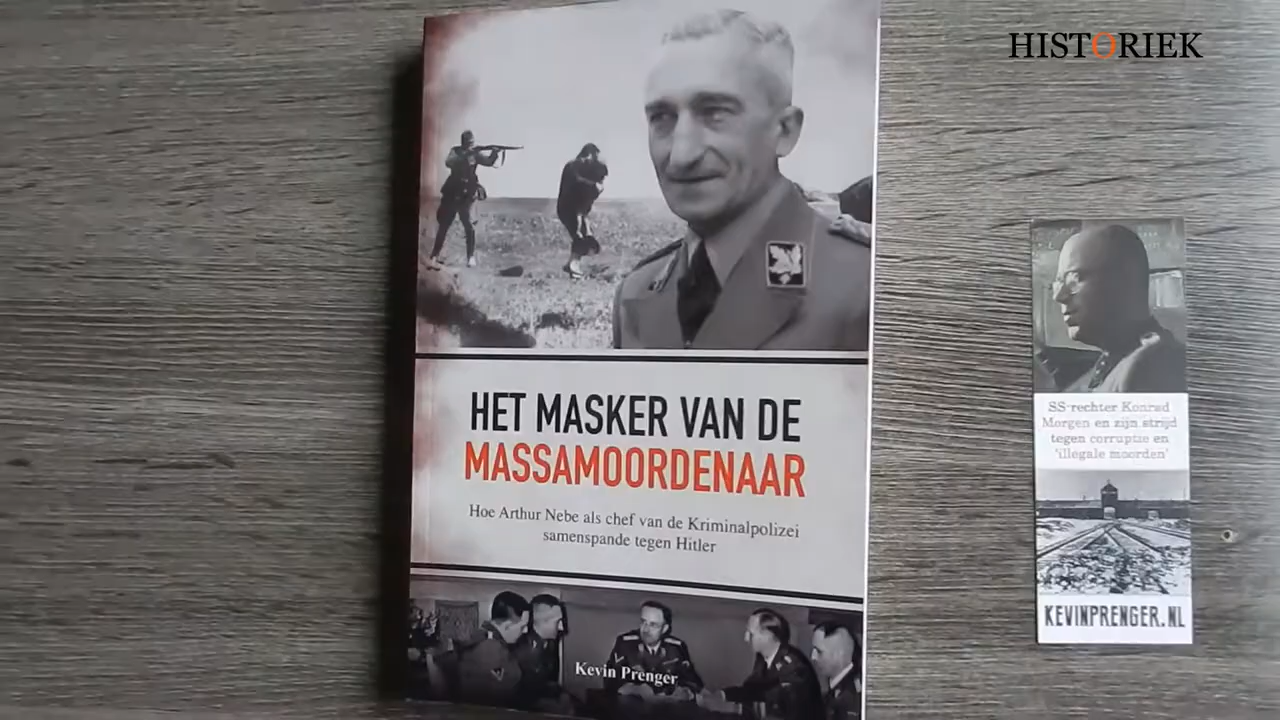 HISTORIEK
HET MASKER VAN DE
MASSAMOORDENAAR
Hoe Arthur Nebe als chef van de Kriminalpolizei
samenspande tegen Hitler
Kevin Prenger
SS-rechter Konrad
Morgen en zijn strijd
tegen corruptie en
'illegale moorden'
KEVINPRENGER.NL